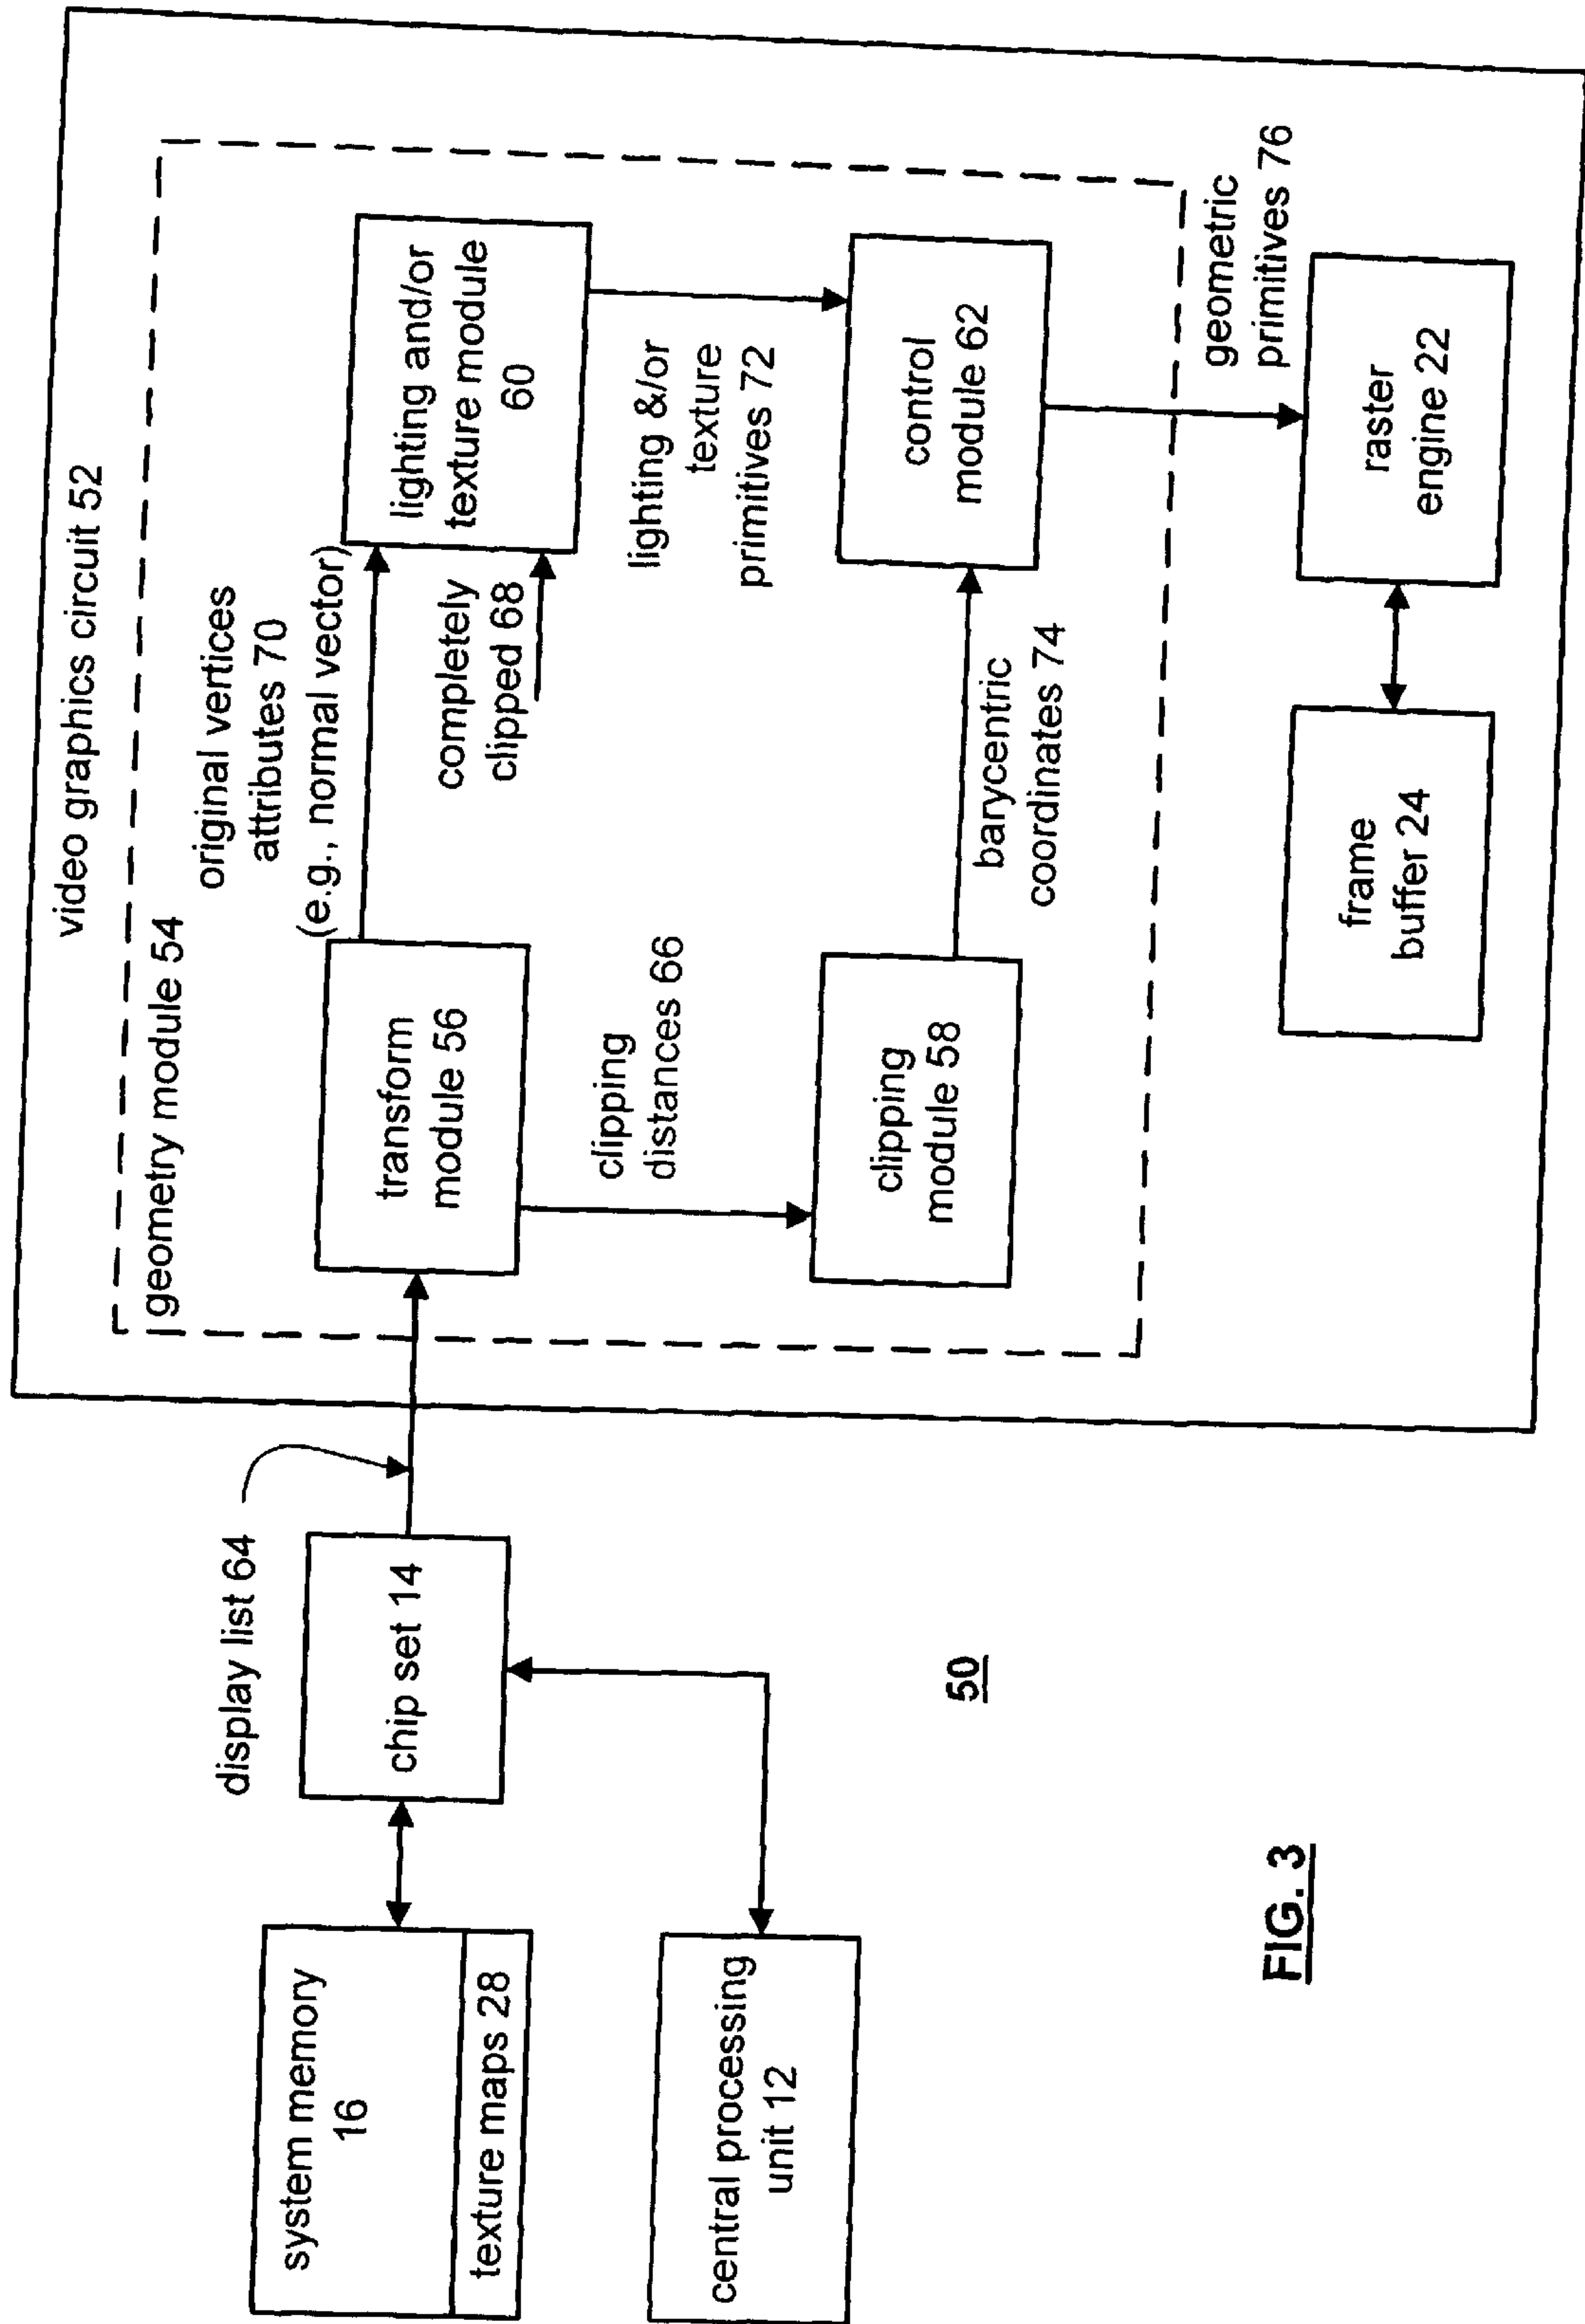 video graphics circuit 52
geometry module 54
original vertices
attributes 70
(e.g., normal vector)
lighting and/or
texture module
60
completely
clipped 68
display list 64
transform
module 56
system memory
16
texture maps 28
chip set 14
clipping
distances 66
lighting &/or
texture
primitives 72
central processing
unit 12
clipping
module 58
barycentric
coordinates 74
control
module 62
geometric
primitives 76
50
frame
buffer 24
raster
engine 22
FIG. 3